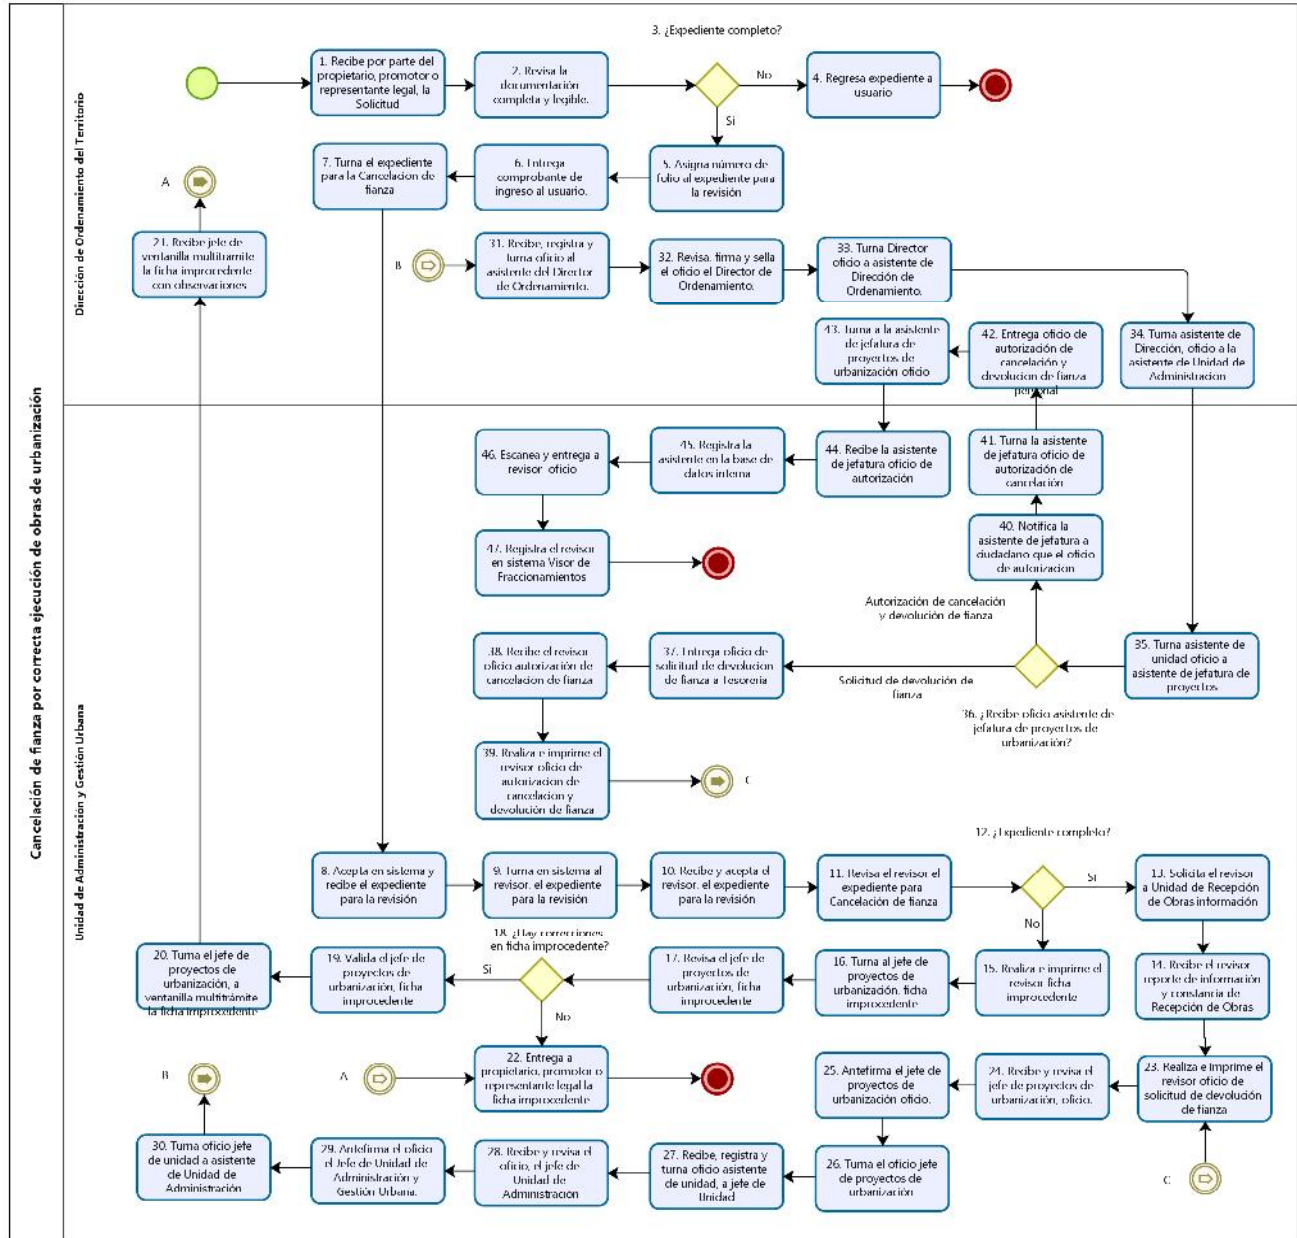 Cancelación de fianza por correcta ejecución de obras de urbanización
Dirección de Ordenamiento del Territorio
3. ¿Expediente completo?
1. Recibe por parte del
propietario, promotor o
representante legal, la
Solicitud
2. Revisa la
documentación
completa y legible.
No
4. Regresa expediente a
usuario
Si
7. Turna el expediente
para la Cancelacion de
fianza
6. Entrega
comprobante de
ingreso al usuario.
5. Asigna número de
folio al expediente para
la revisión
A
21. Recibe jefe de
ventanilla multitramite
la ficha improcedente
con observaciones
B
31. Recibe, registra y
turna oficio al
asistente del Director
de Ordenamiento.
32. Revisa, firma y sella
el oficio el Director de
Ordenamiento.
33. Turna Director
oficio a asistente de
Dirección de
Ordenamiento.
43. Turna a la asistente
de jefatura de
proyectos de
urbanización oficio
42. Entrega oficio de
autorización de
cancelación y
devolucion de fianza
personal
34. Turna asistente de
Dirección, oficio a la
asistente de Unidad de
Administracion
Unidad de Administración y Gestión Urbana
46. Escanea y entrega a
revisor oficio
45. Registra la
asistente en la base de
datos interna
44. Recibe la asistente
de jefatura oficio de
autorización
41. Turna la asistente
de jefatura oficio de
autorización de
cancelación
47. Registra el revisor
en sistema Visor de
Fraccionamientos
40. Notifica la
asistente de jefatura a
ciudadano que el oficio
de autorizacion
Autorización de cancelación
y devolución de fianza
38. Recibe el revisor
oficio autorización de
cancelacion de fianza
37. Entrega oficio de
solicitud de devolucion
de fianza a Tesoreria
Solicitud de devolución de
fianza
35. Turna asistente de
unidad oficio a
asistente de jefatura de
proyectos
36. ¿Recibe oficio asistente de
jefatura de proyectos de
urbanización?
39. Realiza e imprime el
revisor oficio de
autorizacion de
cancelacion y
devolución de fianza
C
12. ¿Expediente completo?
8. Acepta en sistema y
recibe el expediente
para la revisión
9. Turna en sistema al
revisor, el expediente
para la revisión
10. Recibe y acepta el
revisor, el expediente
para la revisión
11. Revisa el revisor el
expediente para
Cancelación de fianza
Si
13. Solicita el revisor
a Unidad de Recepción
de Obras información
No
18. ¿Hay correcciones
en ficha improcedente?
20. Turna el jefe de
proyectos de
urbanización, a
ventanilla multitrámite
la ficha improcedente
19. Valida el jefe de
proyectos de
urbanización, ficha
improcedente
Si
17. Revisa el jefe de
proyectos de
urbanización, ficha
improcedente
16. Turna al jefe de
proyectos de
urbanización, ficha
improcedente
15. Realiza e imprime el
revisor ficha
improcedente
14. Recibe el revisor
reporte de información
y constancia de
Recepción de Obras
No
B
A
22. Entrega a
propietario, promotor o
representante legal la
ficha improcedente
25. Antefirma el jefe de
proyectos de
urbanización oficio.
24. Recibe y revisa el
jefe de proyectos de
urbanización, oficio.
23. Realiza e imprime el
revisor oficio de
solicitud de devolución
de fianza
30. Turna oficio jefe
de unidad a asistente
de Unidad de
Administración
29. Antefirma el oficio
el Jefe de Unidad de
Administración y
Gestión Urbana.
28. Recibe y revisa el
oficio, el jefe de
Unidad de
Administración
27. Recibe, registra y
turna oficio asistente
de unidad, a jefe de
Unidad
26. Turna el oficio jefe
de proyectos de
urbanización
C